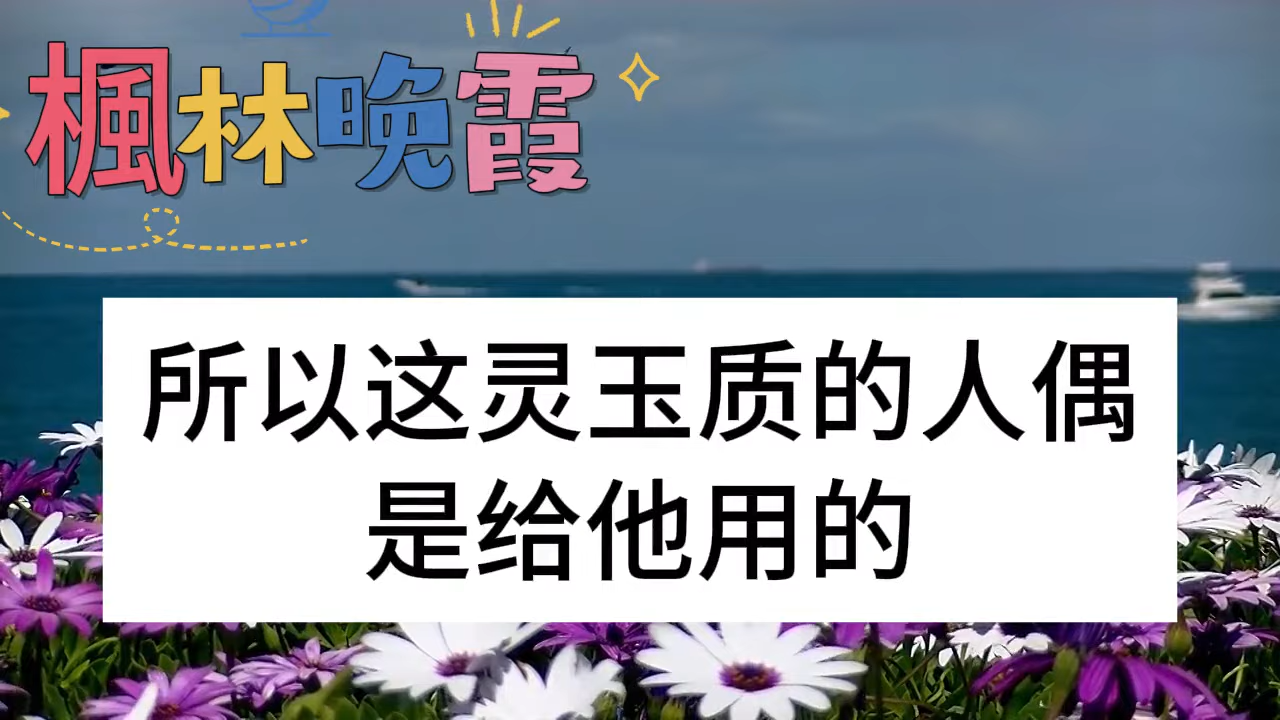 楓林晚霞
所以这灵玉质的人偶
是给他用的